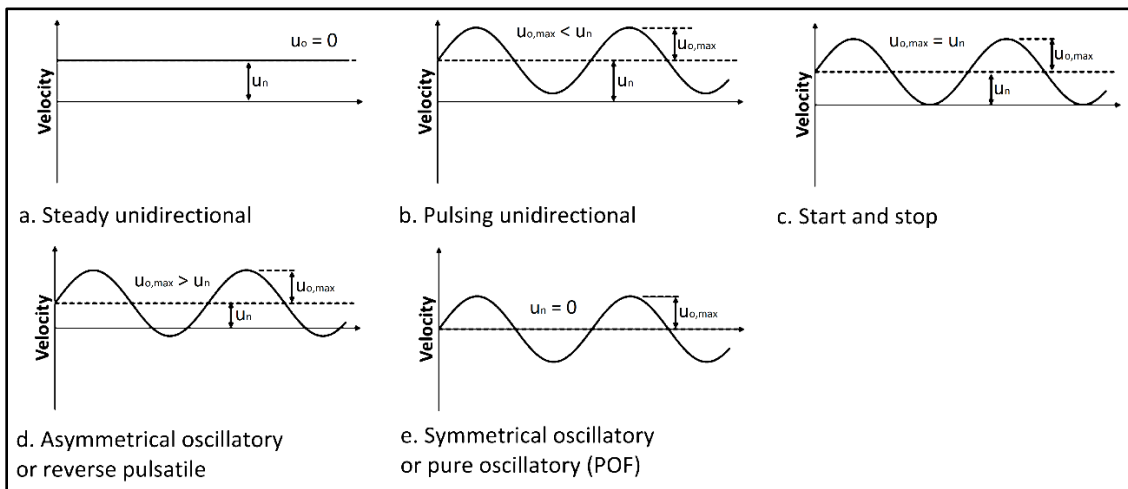 Velocity
uₒ = 0
uₙ
a. Steady unidirectional
Velocity
uₒ,ₘₐₓ < uₙ
uₒ,ₘₐₓ
uₙ
b. Pulsing unidirectional
Velocity
uₒ,ₘₐₓ = uₙ
uₒ,ₘₐₓ
uₙ
c. Start and stop
Velocity
uₒ,ₘₐₓ > uₙ
uₒ,ₘₐₓ
uₙ
d. Asymmetrical oscillatory
or reverse pulsatile
Velocity
uₙ = 0
uₒ,ₘₐₓ
e. Symmetrical oscillatory
or pure oscillatory (POF)